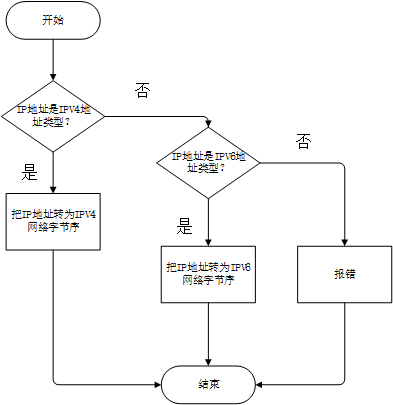 开始
否
IP地址是IPV4地
址类型？
否
IP地址是IPV6地
址类型？
是
把IP地址转为IPV4
网络字节序
是
把IP地址转为IPV6
网络字节序
报错
结束